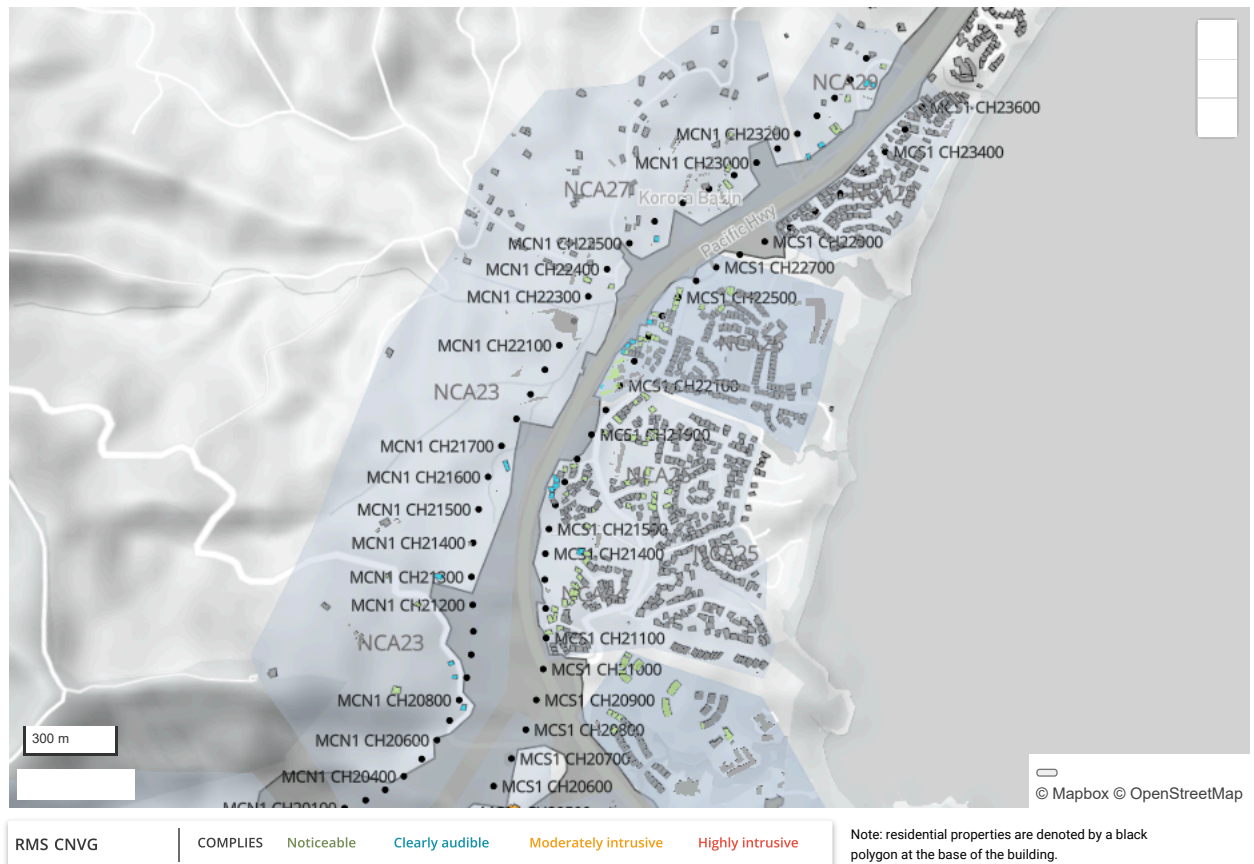 NCA29
MCS1 CH23600
MCN1 CH23200
MCS1 CH23400
MCN1 CH23000
NCA27
Korora Basin
Pacific Hwy
MCN1 CH22500
MCN1 CH22400
MCS1 CH22700
MCN1 CH22300
MCS1 CH22500
MCN1 CH22100
MCS1 CH22100
NCA23
MCS1 CH21900
MCN1 CH21700
MCN1 CH21600
MCN1 CH21500
MCS1 CH21500
MCN1 CH21400
MCS1 CH21400
NCA25
MCN1 CH21300
MCN1 CH21200
NCA23
MCS1 CH21100
MCS1 CH21000
MCN1 CH20800
MCS1 CH20900
MCS1 CH20800
MCN1 CH20600
MCS1 CH20700
MCN1 CH20400
MCS1 CH20600
300 m
© Mapbox © OpenStreetMap
RMS CNVG COMPLIES Noticeable Clearly audible Moderately intrusive Highly intrusive
Note: residential properties are denoted by a black
polygon at the base of the building.